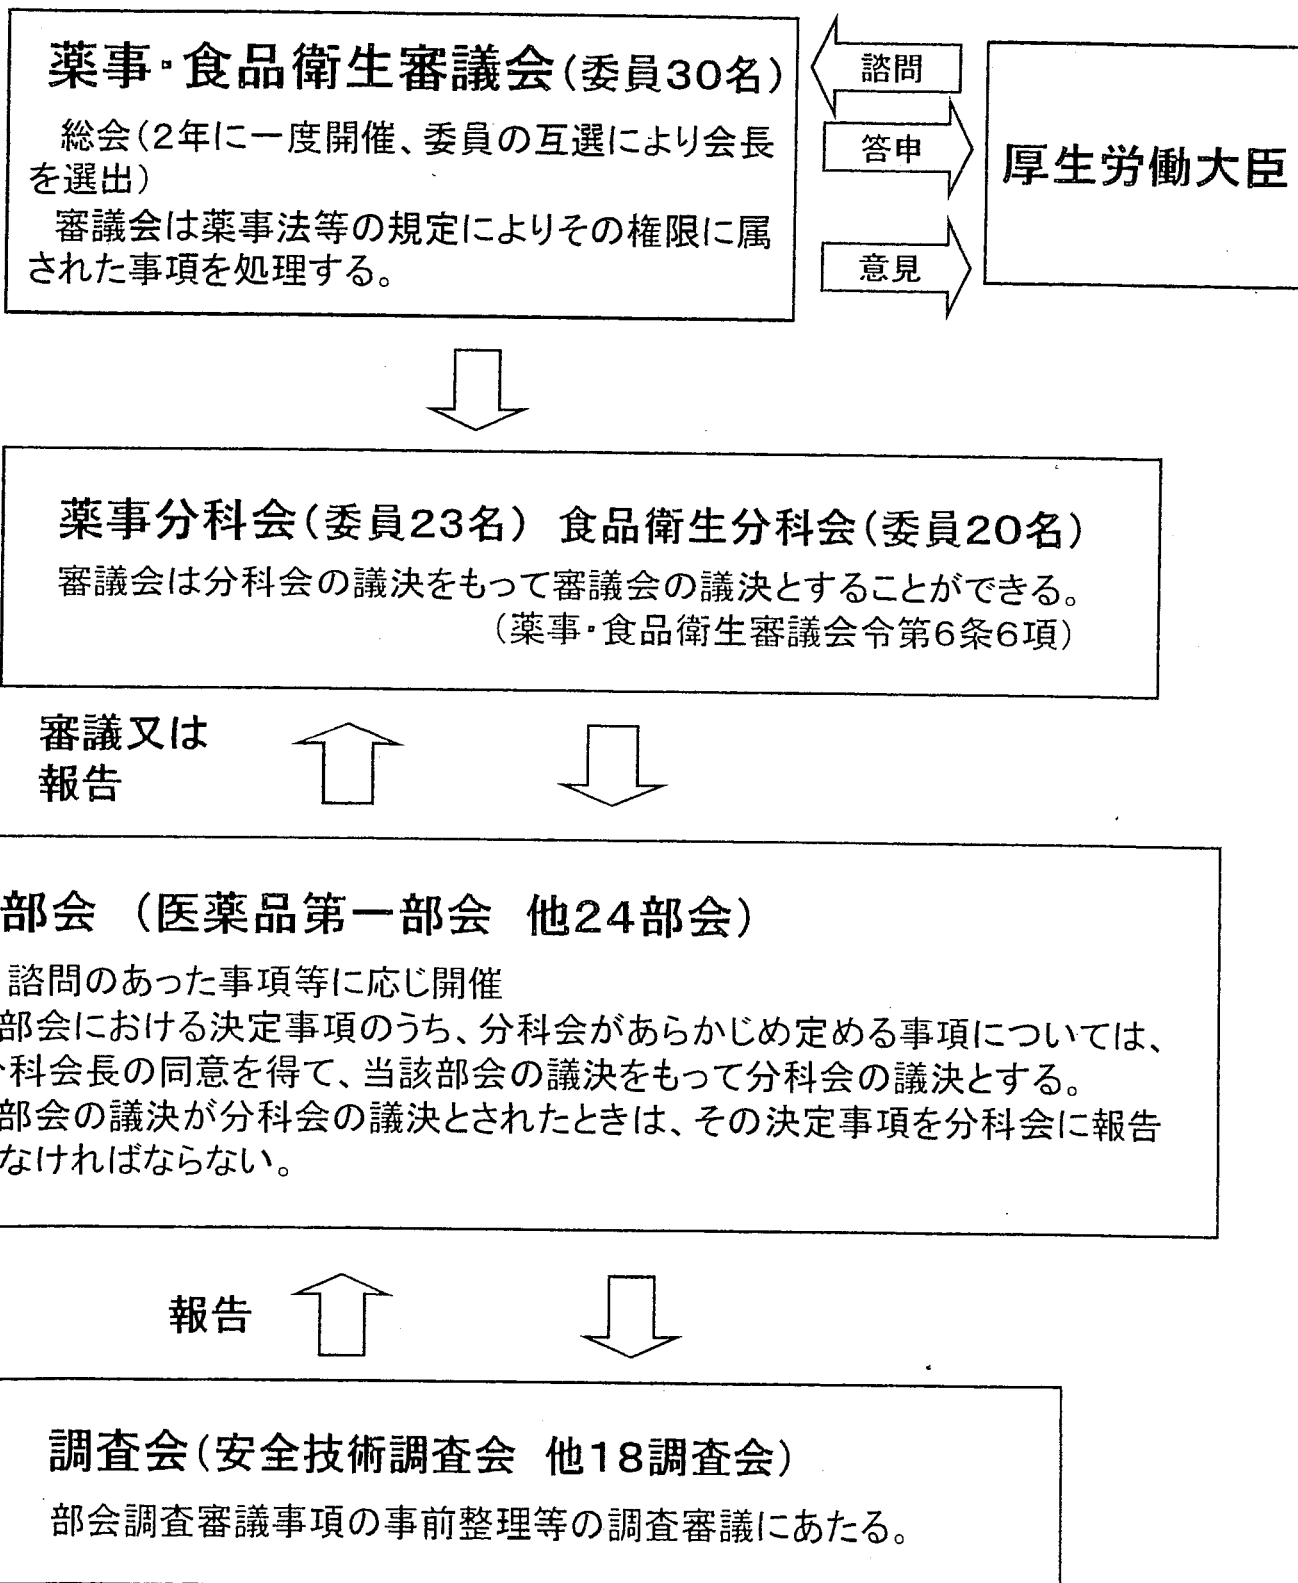 薬事・食品衛生審議会(委員30名)
総会(2年に一度開催、委員の互選により会長
を選出)
審議会は薬事法等の規定によりその権限に属
された事項を処理する。
諮問
答申
意見
厚生労働大臣
薬事分科会(委員23名) 食品衛生分科会(委員20名)
審議会は分科会の議決をもって審議会の議決とすることができる。
(薬事・食品衛生審議会令第6条6項)
審議又は
報告
部会 (医薬品第一部会 他24部会)
諮問のあった事項等に応じ開催
部会における決定事項のうち、分科会があらかじめ定める事項については、
科会長の同意を得て、当該部会の議決をもって分科会の議決とする。
部会の議決が分科会の議決とされたときは、その決定事項を分科会に報告
なければならない。
報告
調査会(安全技術調査会 他18調査会)
部会調査審議事項の事前整理等の調査審議にあたる。